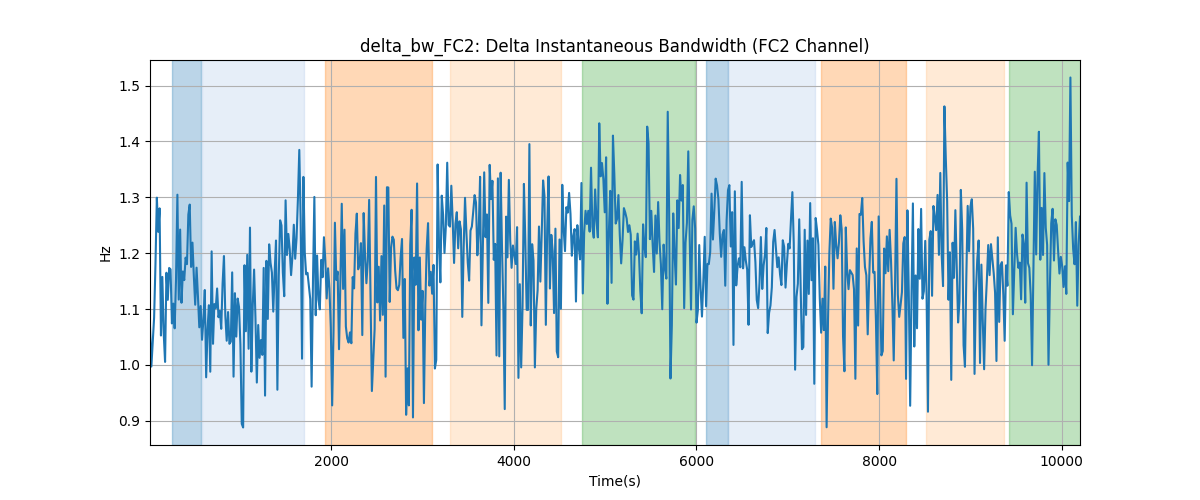 delta_bw_FC2: Delta Instantaneous Bandwidth (FC2 Channel)
1.5
1.4
1.3
1.2
1.1
1.0
0.9
Hz
2000 4000 6000 8000 10000
Time(s)